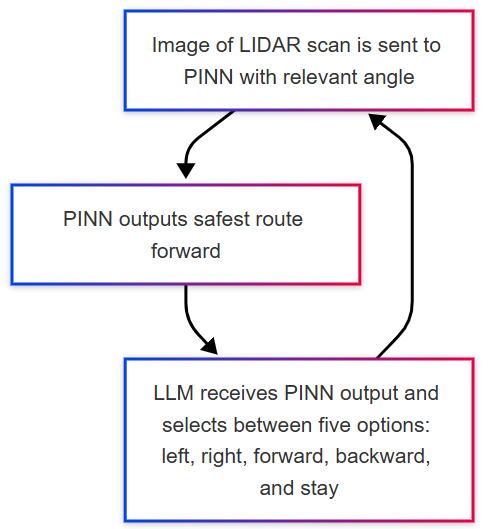 Image of LIDAR scan is sent to
PINN with relevant angle
PINN outputs safest route
forward
LLM receives PINN output and
selects between five options:
left, right, forward, backward,
and stay